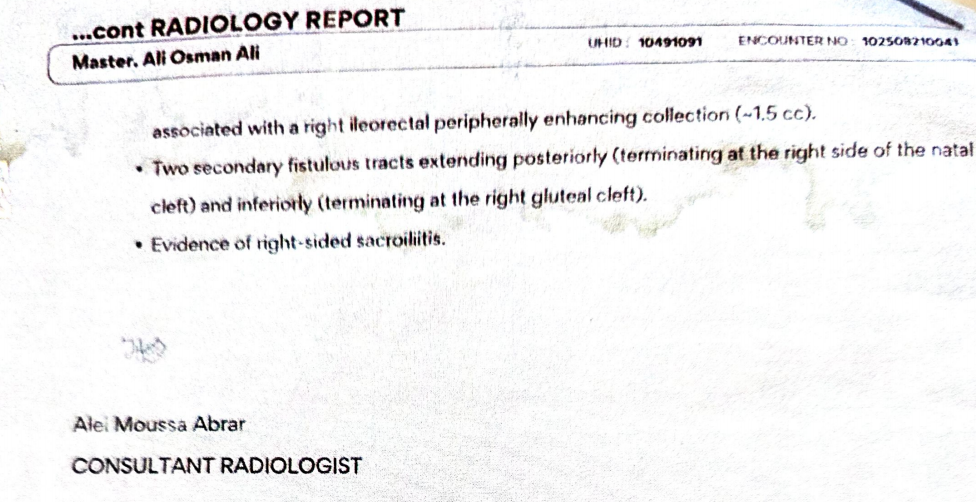 ...cont RADIOLOGY REPORT
Master. Ali Osman Ali
UHID : 10491091 ENCOUNTER NO : 102508210041
associated with a right ileorectal peripherally enhancing collection (~1.5 cc).
• Two secondary fistulous tracts extending posteriorly (terminating at the right side of the natal
cleft) and inferiorly (terminating at the right gluteal cleft).
• Evidence of right-sided sacroiliitis.
Alei Moussa Abrar
CONSULTANT RADIOLOGIST